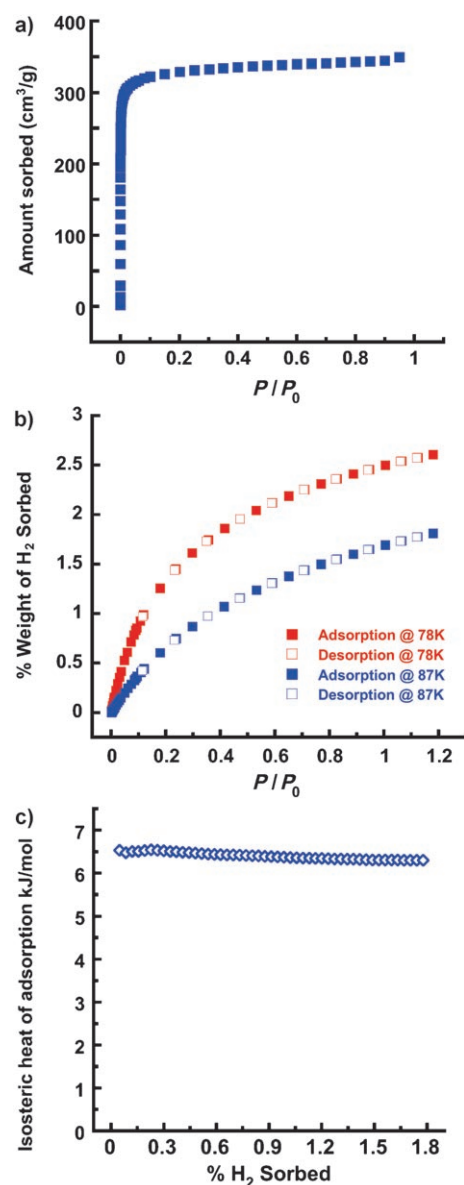 a)
400
300
200
100
0
Amount sorbed (cm³/g)
0 0.2 0.4 0.6 0.8 1
P / P₀
b)
3
2.5
2
1.5
1
0.5
0
% Weight of H₂ Sorbed
Adsorption @ 78K
Desorption @ 78K
Adsorption @ 87K
Desorption @ 87K
0 0.2 0.4 0.6 0.8 1.0 1.2
P / P₀
c)
7
6
5
4
3
2
1
0
Isosteric heat of adsorption kJ/mol
0 0.3 0.6 0.9 1.2 1.5 1.8
% H₂ Sorbed